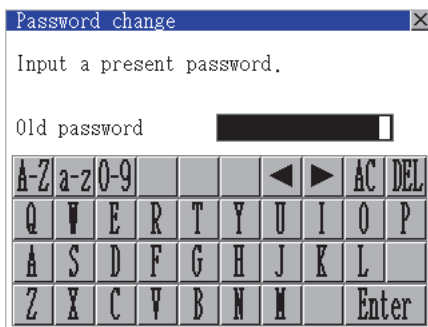 Password change ×
Input a present password.
Old password
A-Z a-z 0-9 ◀ ▶ AC DEL
Q W E R T Y U I O P
A S D F G H J K L
Z X C V B N M Enter